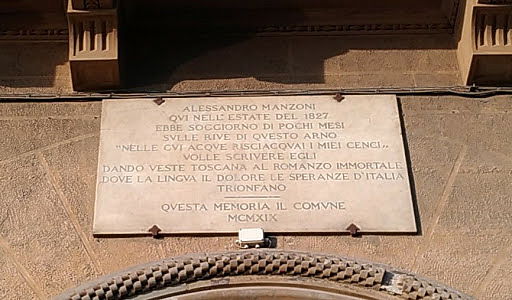 ALESSANDRO MANZONI
QVI NELL'ESTATE DEL 1827
EBBE SOGGIORNO DI POCHI MESI
SVLLE RIVE DI QVESTO ARNO
"NELLE CVI ACQVE RISCIACQVAI I MIEI CENCI„
VOLLE SCRIVERE EGLI
DANDO VESTE TOSCANA AL ROMANZO IMMORTALE
DOVE LA LINGVA IL DOLORE LE SPERANZE D'ITALIA
TRIONFANO
QVESTA MEMORIA IL COMVNE
MCMXIX